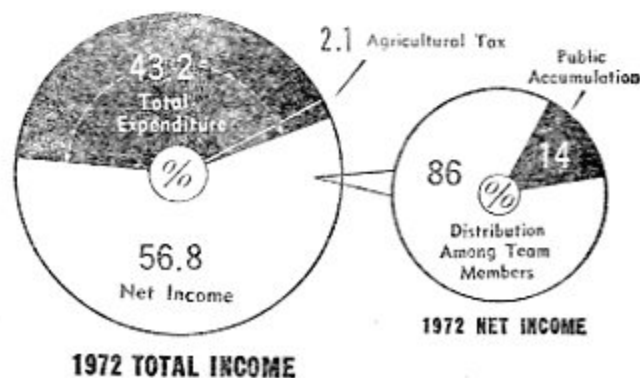 43.2
Total
Expenditure
2.1 Agricultural Tax
%
56.8
Net Income
1972 TOTAL INCOME
Public
Accumulation
14
86
%
Distribution
Among Team
Members
1972 NET INCOME